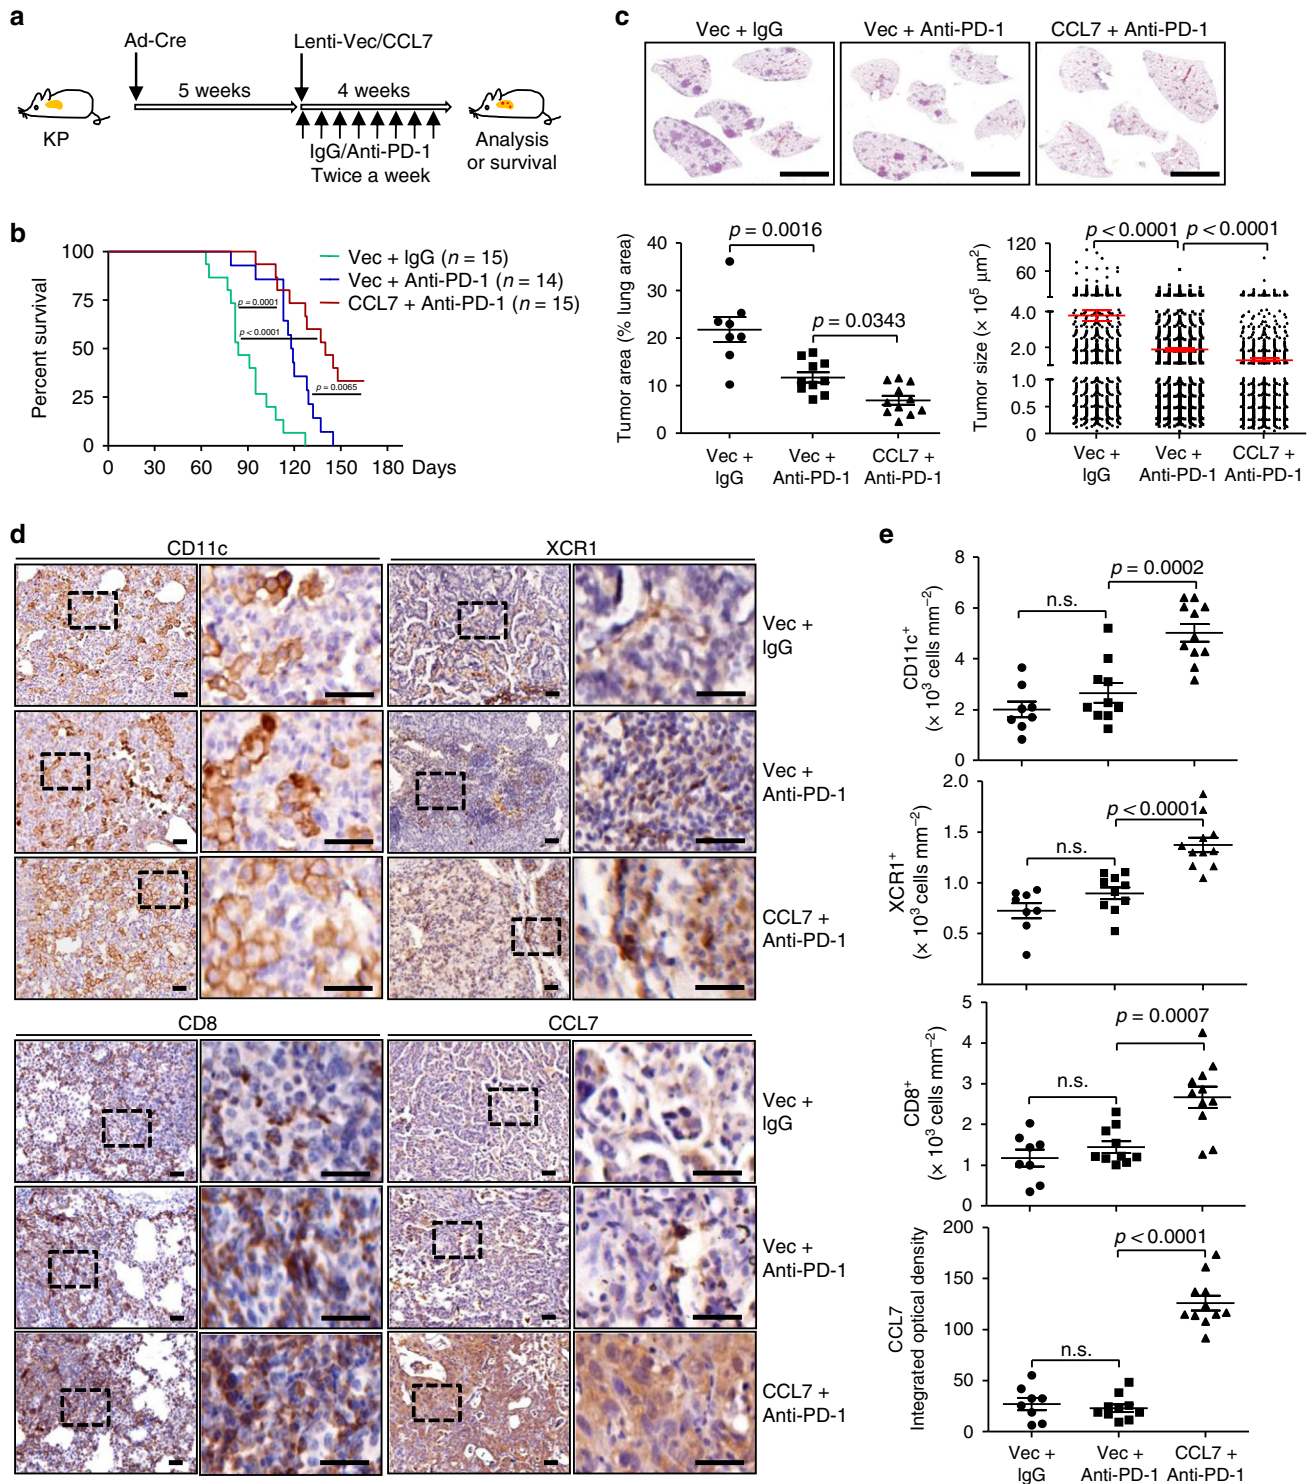 a
Ad-Cre
Lenti-Vec/CCL7
5 weeks
4 weeks
KP
IgG/Anti-PD-1
Twice a week
Analysis
or survival
b
Percent survival
100
75
50
25
0
0 30 60 90 120 150 180 Days
Vec + IgG (n = 15)
Vec + Anti-PD-1 (n = 14)
CCL7 + Anti-PD-1 (n = 15)
p = 0.0001
p < 0.0001
p = 0.0065
c
Vec + IgG
Vec + Anti-PD-1
CCL7 + Anti-PD-1
Tumor area (% lung area)
40
30
20
10
0
p = 0.0016
p = 0.0343
Vec +
IgG
Vec +
Anti-PD-1
CCL7 +
Anti-PD-1
Tumor size (× 10⁵ μm²)
120
60
4.0
2.0
1.0
0.5
0
p < 0.0001
p < 0.0001
Vec +
IgG
Vec +
Anti-PD-1
CCL7 +
Anti-PD-1
d
CD11c
XCR1
Vec +
IgG
Vec +
Anti-PD-1
CCL7 +
Anti-PD-1
CD8
CCL7
Vec +
IgG
Vec +
Anti-PD-1
CCL7 +
Anti-PD-1
e
CD11c⁺
(× 10³ cells mm⁻²)
8
6
4
2
0
n.s.
p = 0.0002
XCR1⁺
(× 10³ cells mm⁻²)
2.0
1.5
1.0
0.5
n.s.
p < 0.0001
CD8⁺
(× 10³ cells mm⁻²)
5
4
3
2
1
0
n.s.
p = 0.0007
CCL7
Integrated optical density
200
150
100
50
0
n.s.
p < 0.0001
Vec +
IgG
Vec +
Anti-PD-1
CCL7 +
Anti-PD-1